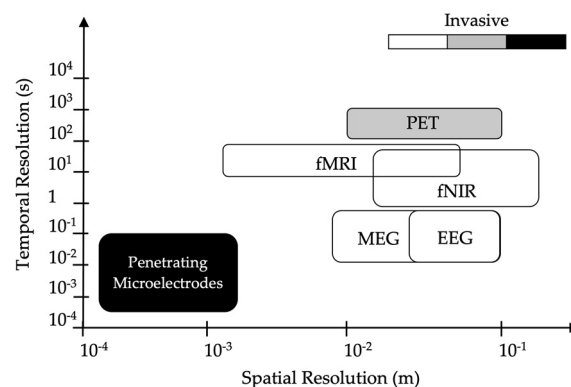 Invasive
Temporal Resolution (s)
10⁴
10³
10²
10¹
1
10⁻¹
10⁻²
10⁻³
10⁻⁴
PET
fMRI
fNIR
MEG
EEG
Penetrating
Microelectrodes
10⁻⁴
10⁻³
10⁻²
10⁻¹
Spatial Resolution (m)